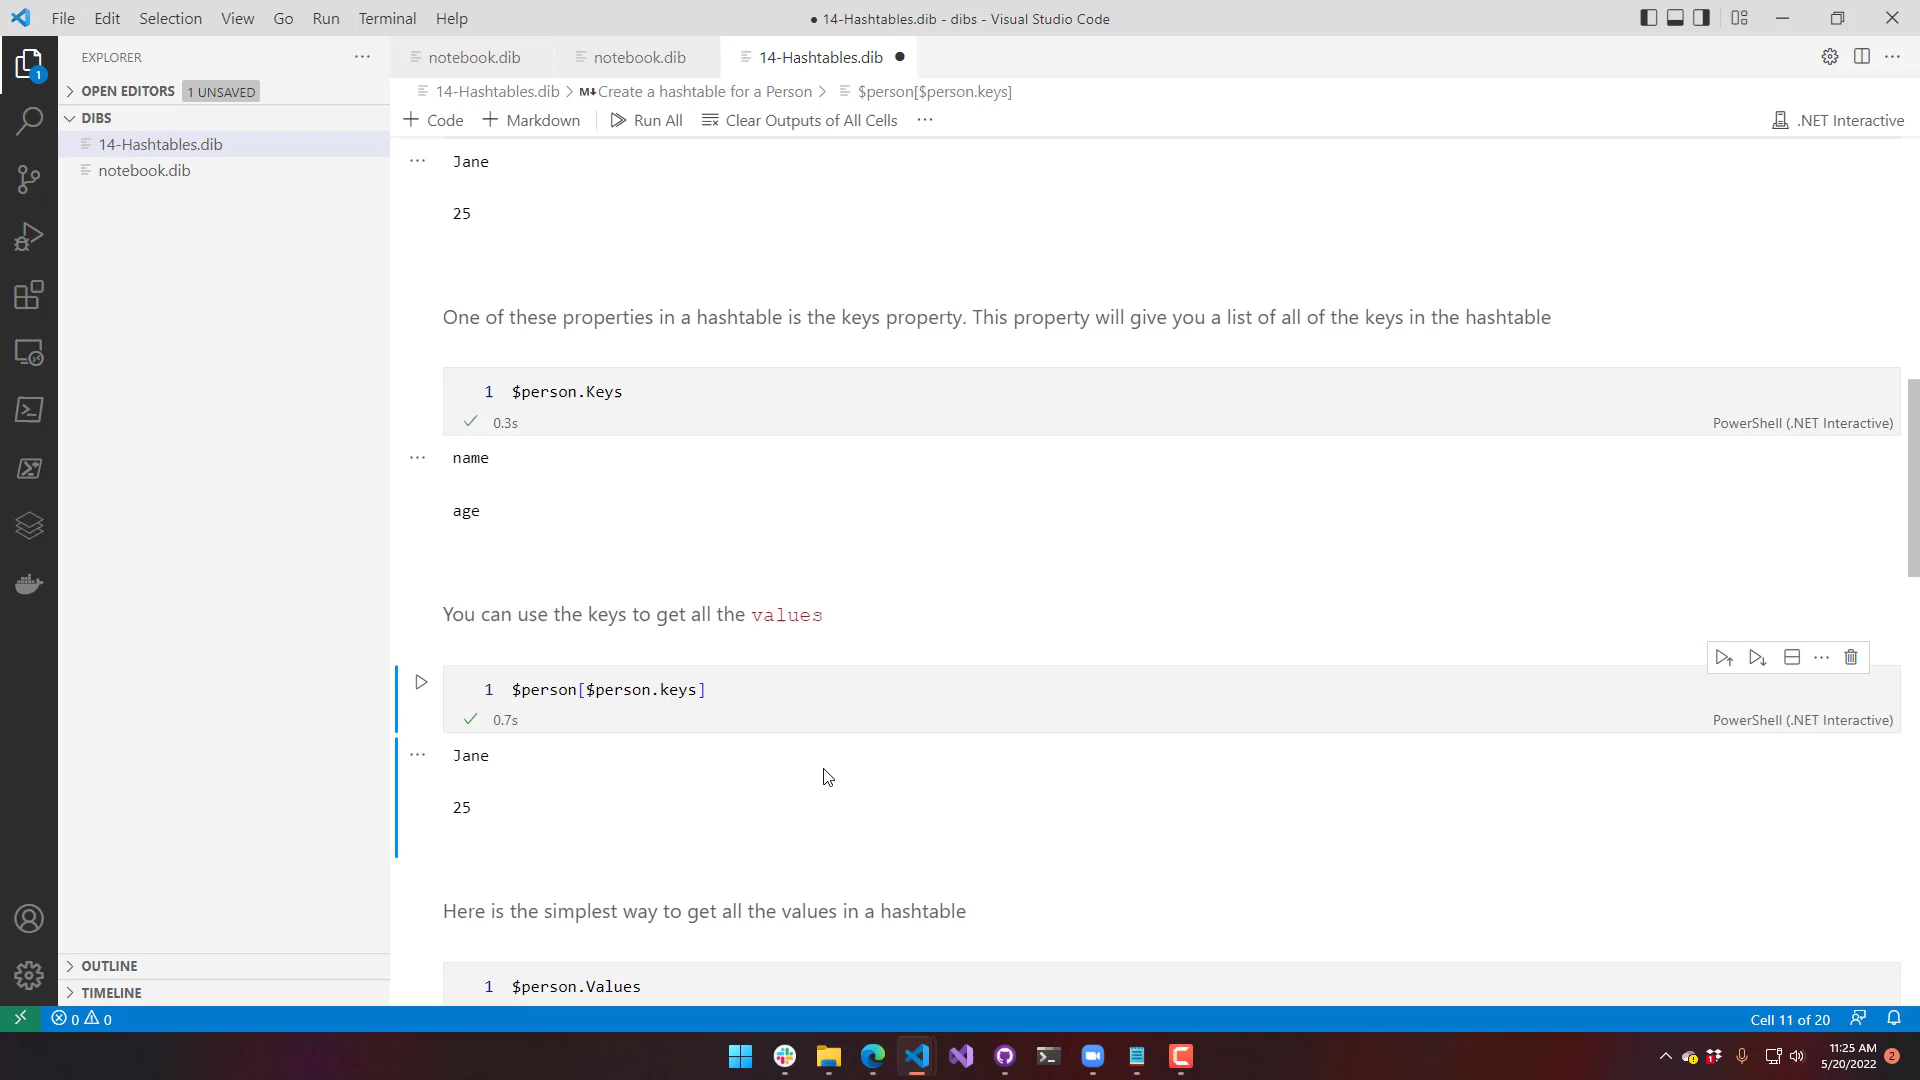 File Edit Selection View Go Run Terminal Help
● 14-Hashtables.dib - dibs - Visual Studio Code
EXPLORER
OPEN EDITORS 1 UNSAVED
DIBS
14-Hashtables.dib
notebook.dib
OUTLINE
TIMELINE
notebook.dib notebook.dib 14-Hashtables.dib ●
14-Hashtables.dib > M↓Create a hashtable for a Person > $person[$person.keys]
+ Code + Markdown Run All Clear Outputs of All Cells ··· .NET Interactive
Jane
25
One of these properties in a hashtable is the keys property. This property will give you a list of all of the keys in the hashtable
1 $person.Keys
0.3s PowerShell (.NET Interactive)
name
age
You can use the keys to get all the values
1 $person[$person.keys]
0.7s PowerShell (.NET Interactive)
Jane
25
Here is the simplest way to get all the values in a hashtable
1 $person.Values
0 0 Cell 11 of 20
11:25 AM
5/20/2022 2
1